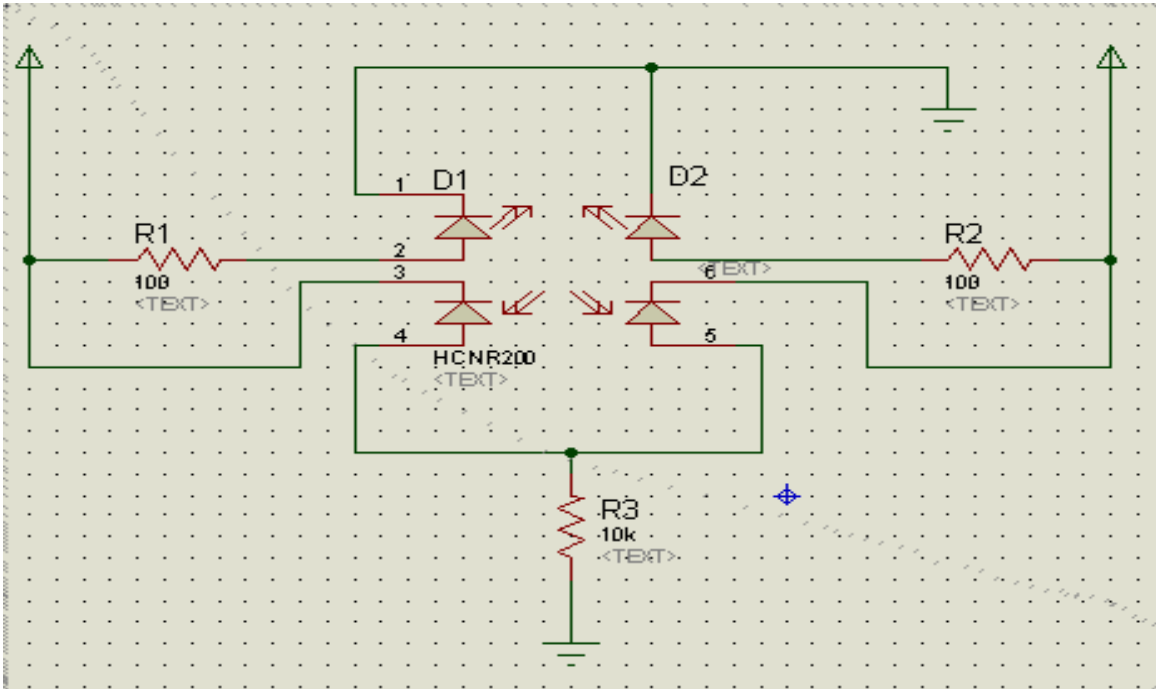 1
D1
D2
R1
2
R2
100
3
6
<TEXT>
100
<TEXT>
<TEXT>
4
5
HCNR200
<TEXT>
R3
10k
<TEXT>